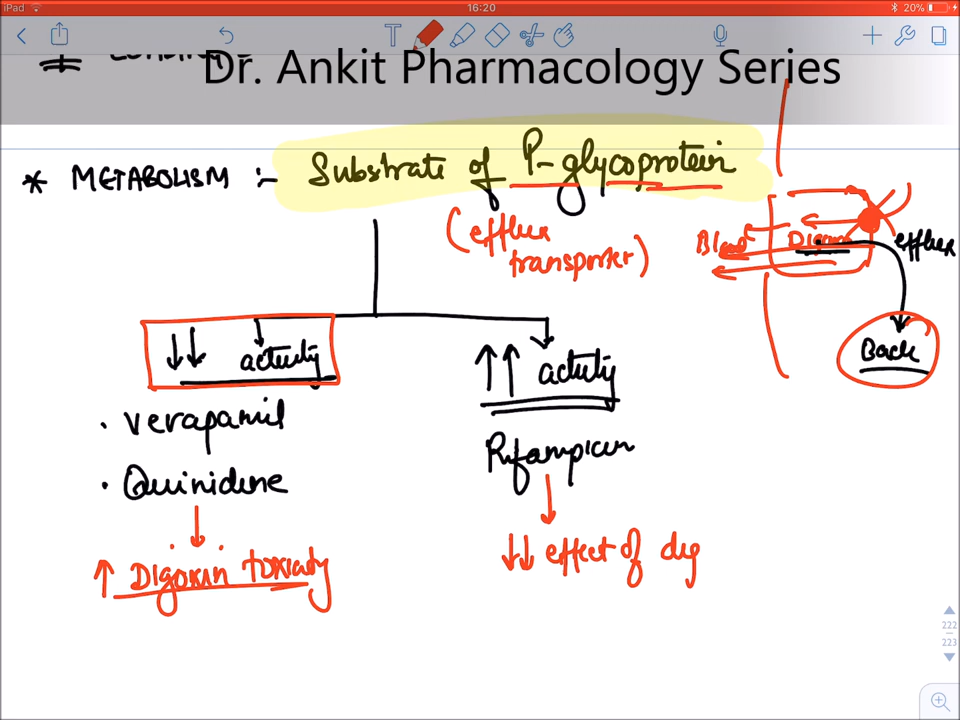 iPad
16:20
20%
Dr. Ankit Pharmacology Series
* METABOLISM :- Substrate of P-glycoprotein
(efflux transporter)
Blood
efflux
Back
↓↓ activity
• Verapamil
• Quinidine
↓
↑ Digoxin toxicity
↑↑ activity
Rifampicin
↓
↓↓ effect of dig
222
223